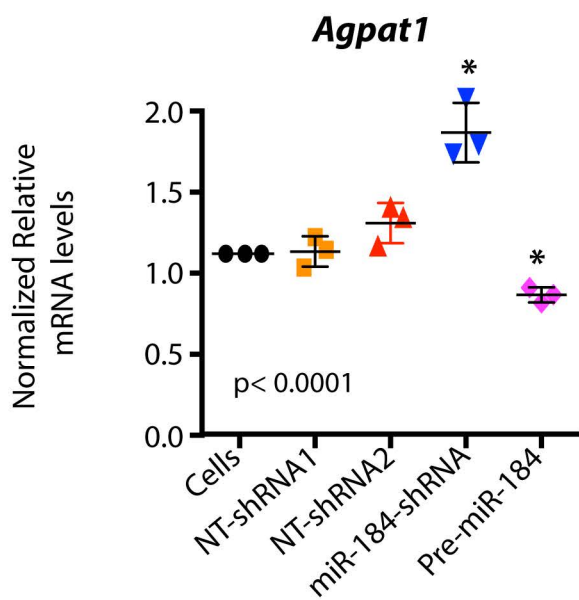 Agpat1
*
*
Normalized Relative
mRNA levels
2.0
1.5
1.0
0.5
0.0
p< 0.0001
Cells
NT-shRNA1
NT-shRNA2
miR-184-shRNA
Pre-miR-184